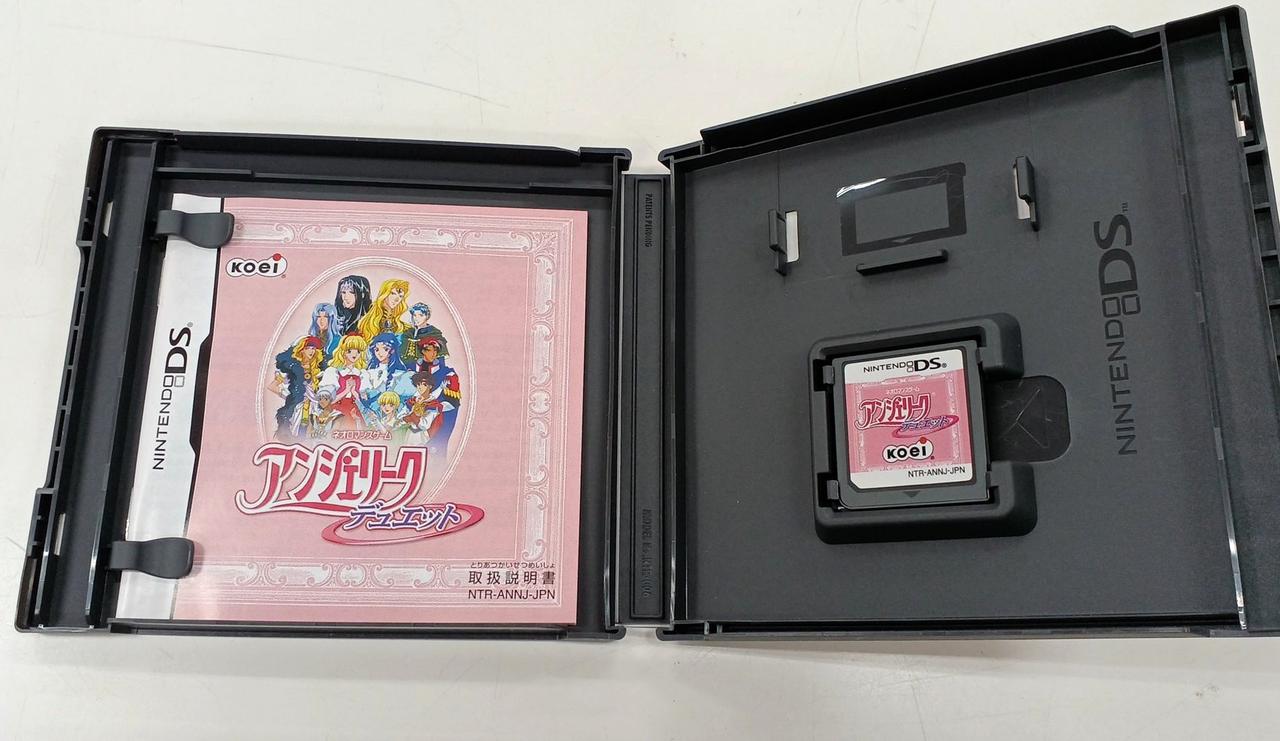 NINTENDO DS®
KOEI
ネオロマンスゲーム
アンジェリーク
デュエット
とりあつかいせつめいしょ
取扱説明書
NTR-ANNJ-JPN
PATENTS PENDING
NINTENDO DS™
NINTENDO DS®
ネオロマンスゲーム
アンジェリーク
デュエット
KOEI
NTR-ANNJ-JPN